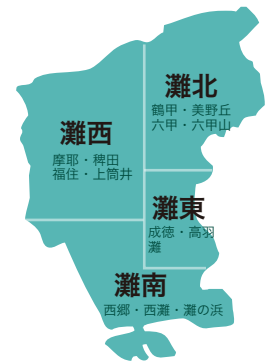 灘北
鶴甲・美野丘
六甲・六甲山
灘西
摩耶・稗田
福住・上筒井
灘東
成徳・高羽
灘
灘南
西郷・西灘・灘の浜